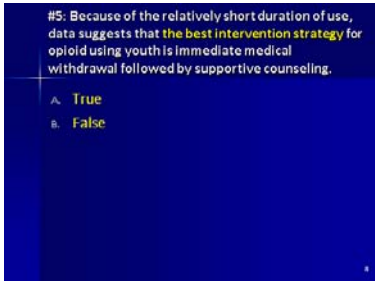 #5: Because of the relatively short duration of use,
data suggests that the best intervention strategy for
opioid using youth is immediate medical
withdrawal followed by supportive counseling.
A. True
B. False
8